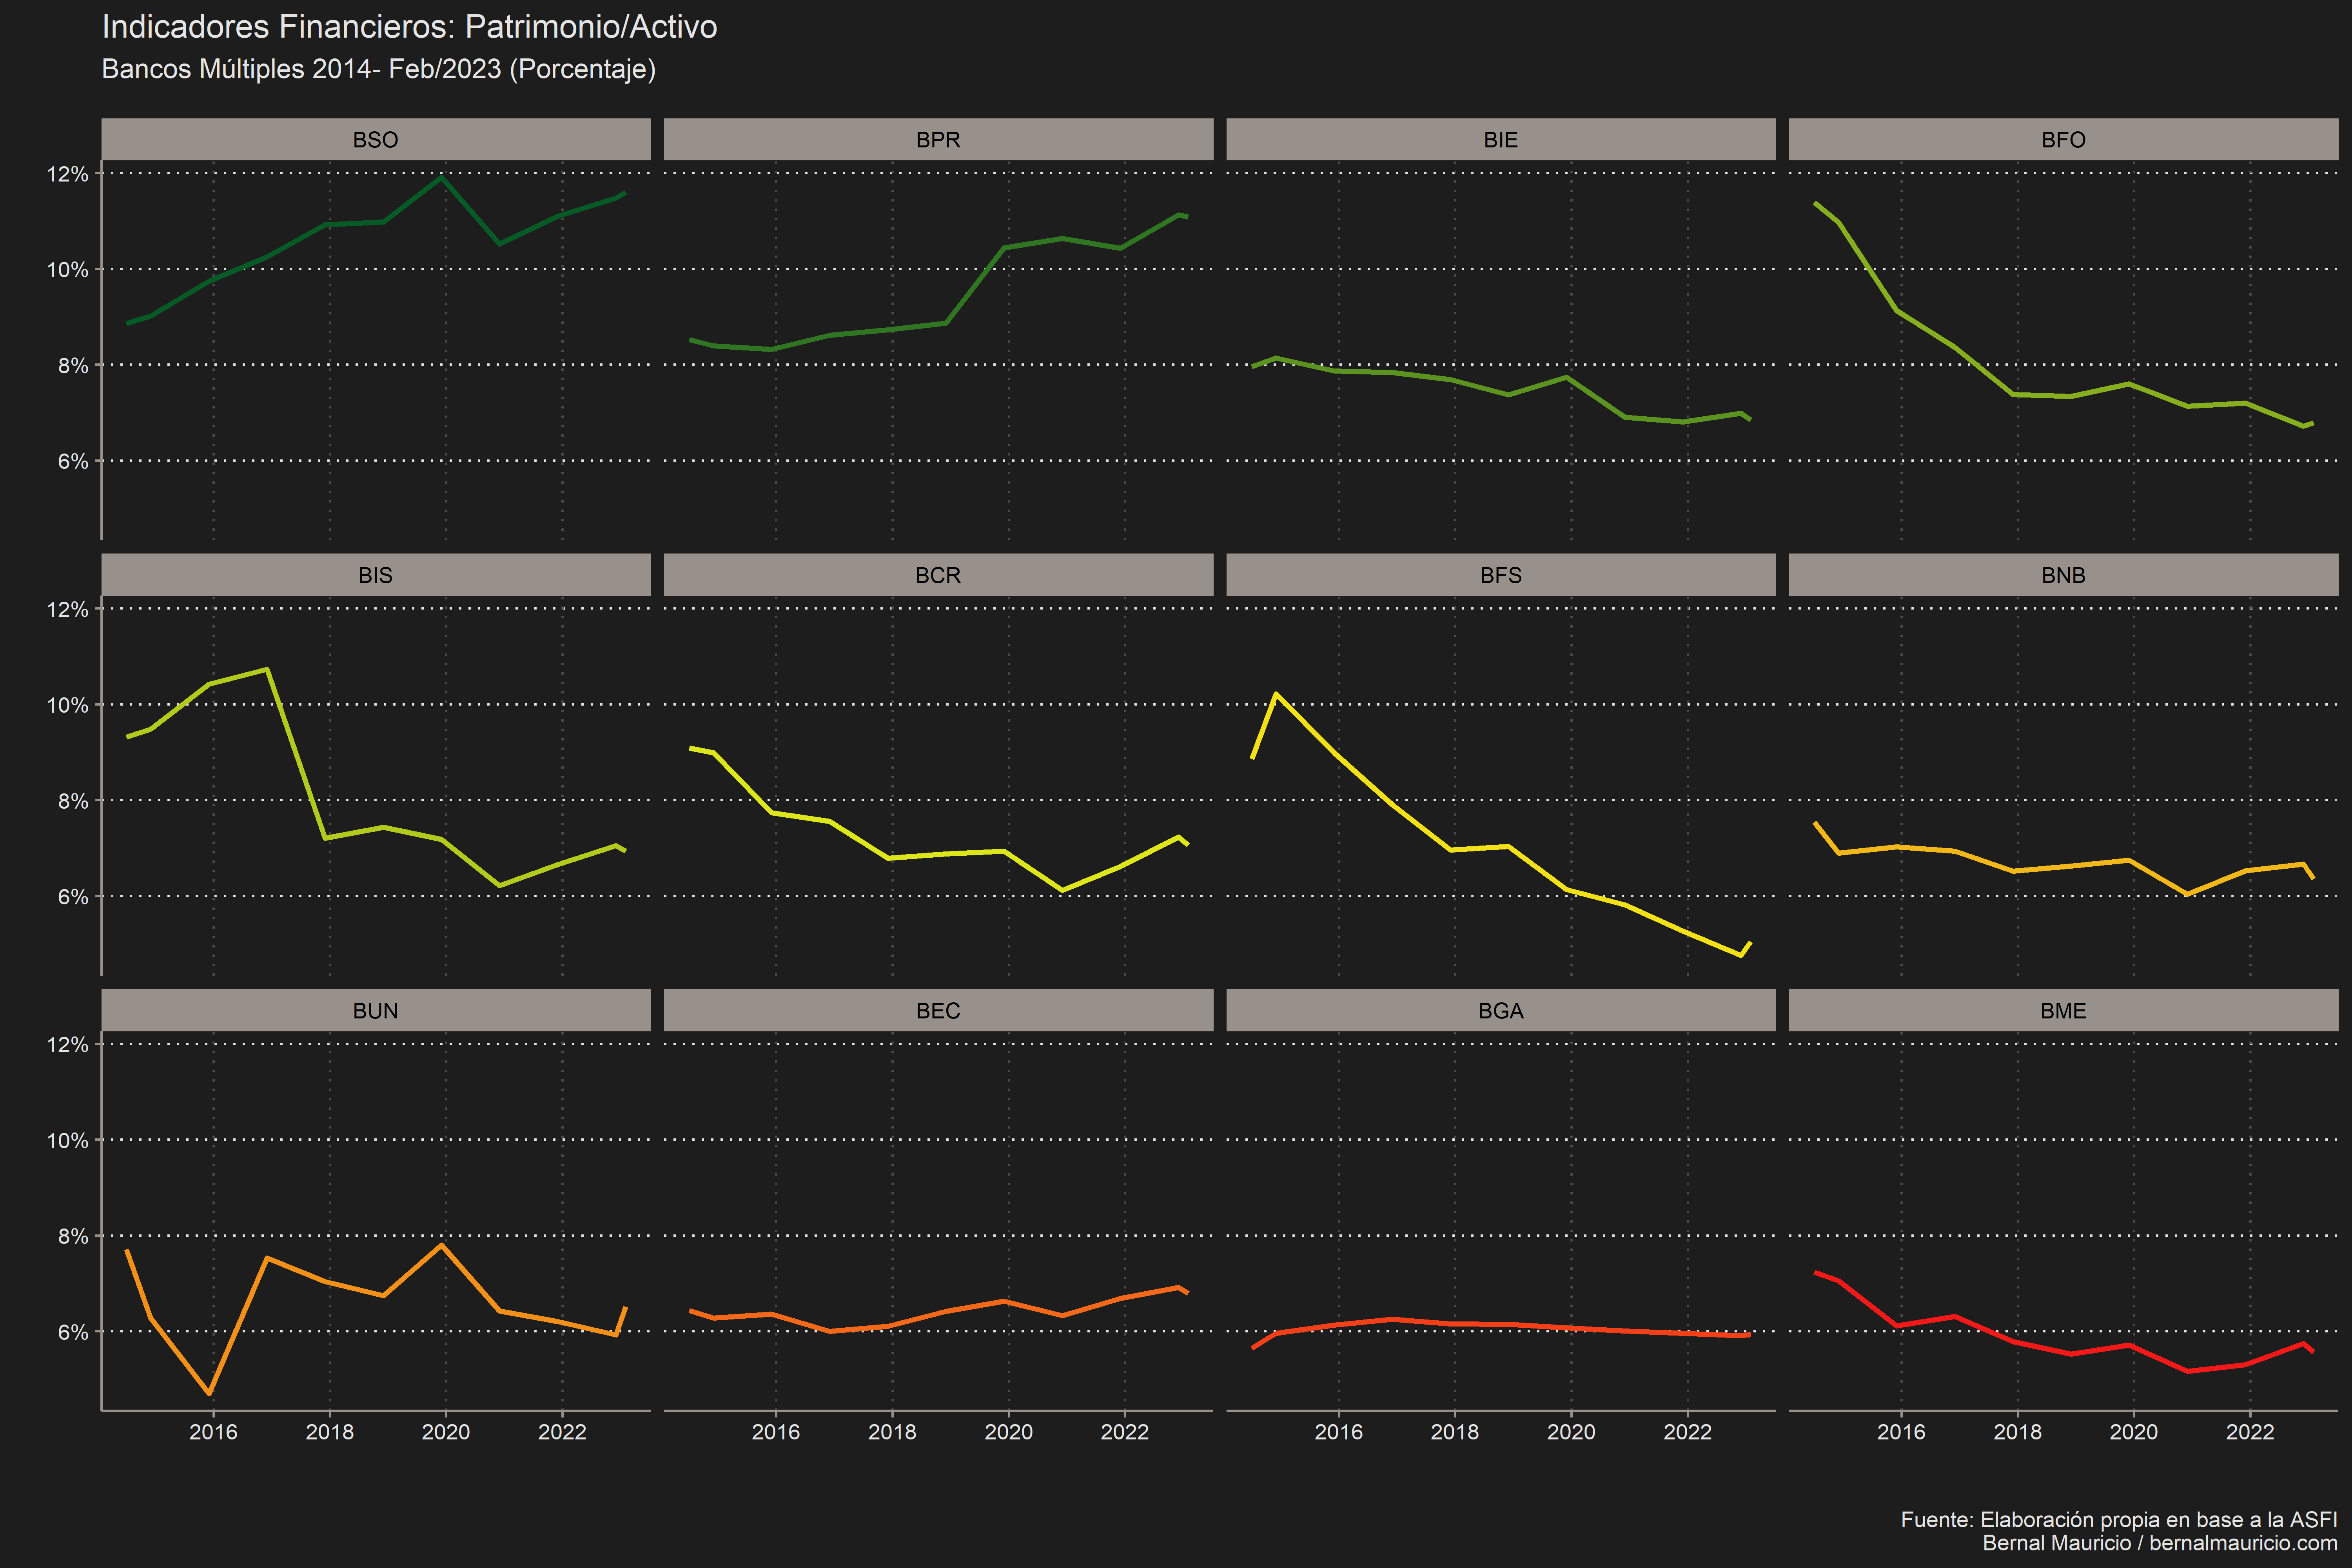 Indicadores Financieros: Patrimonio/Activo
Bancos Múltiples 2014- Feb/2023 (Porcentaje)
BSO
BPR
BIE
BFO
12%
10%
8%
6%
BIS
BCR
BFS
BNB
12%
10%
8%
6%
BUN
BEC
BGA
BME
12%
10%
8%
6%
2016 2018 2020 2022
2016 2018 2020 2022
2016 2018 2020 2022
2016 2018 2020 2022
Fuente: Elaboración propia en base a la ASFI
Bernal Mauricio / bernalmauricio.com